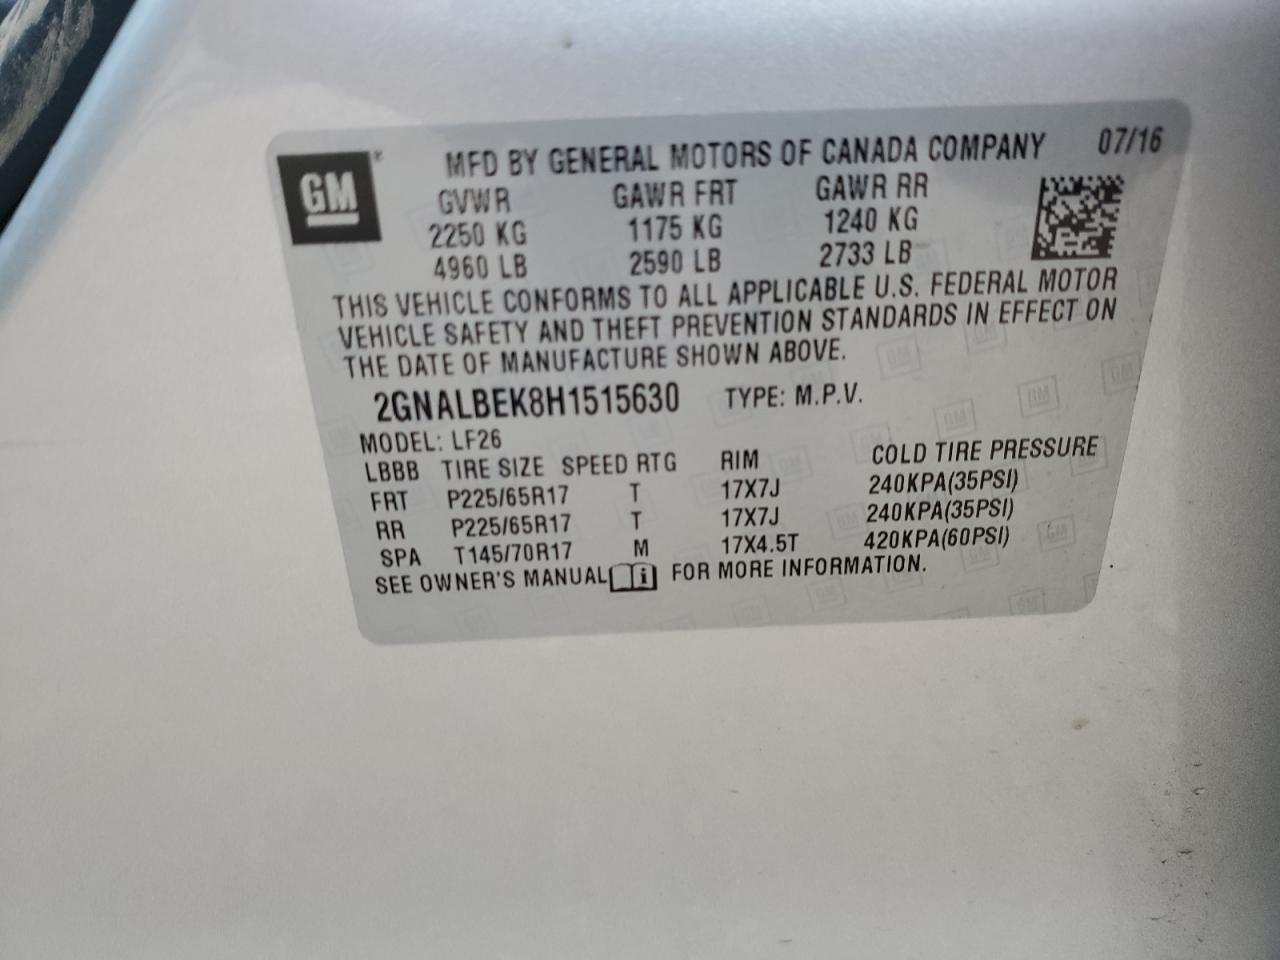 GM ®
MFD BY GENERAL MOTORS OF CANADA COMPANY 07/16
GVWR GAWR FRT GAWR RR
2250 KG 1175 KG 1240 KG
4960 LB 2590 LB 2733 LB
THIS VEHICLE CONFORMS TO ALL APPLICABLE U.S. FEDERAL MOTOR
VEHICLE SAFETY AND THEFT PREVENTION STANDARDS IN EFFECT ON
THE DATE OF MANUFACTURE SHOWN ABOVE.
2GNALBEK8H1515630 TYPE: M.P.V.
MODEL: LF26
LBBB TIRE SIZE SPEED RTG RIM COLD TIRE PRESSURE
FRT P225/65R17 T 17X7J 240KPA(35PSI)
RR P225/65R17 T 17X7J 240KPA(35PSI)
SPA T145/70R17 M 17X4.5T 420KPA(60PSI)
SEE OWNER'S MANUAL i FOR MORE INFORMATION.